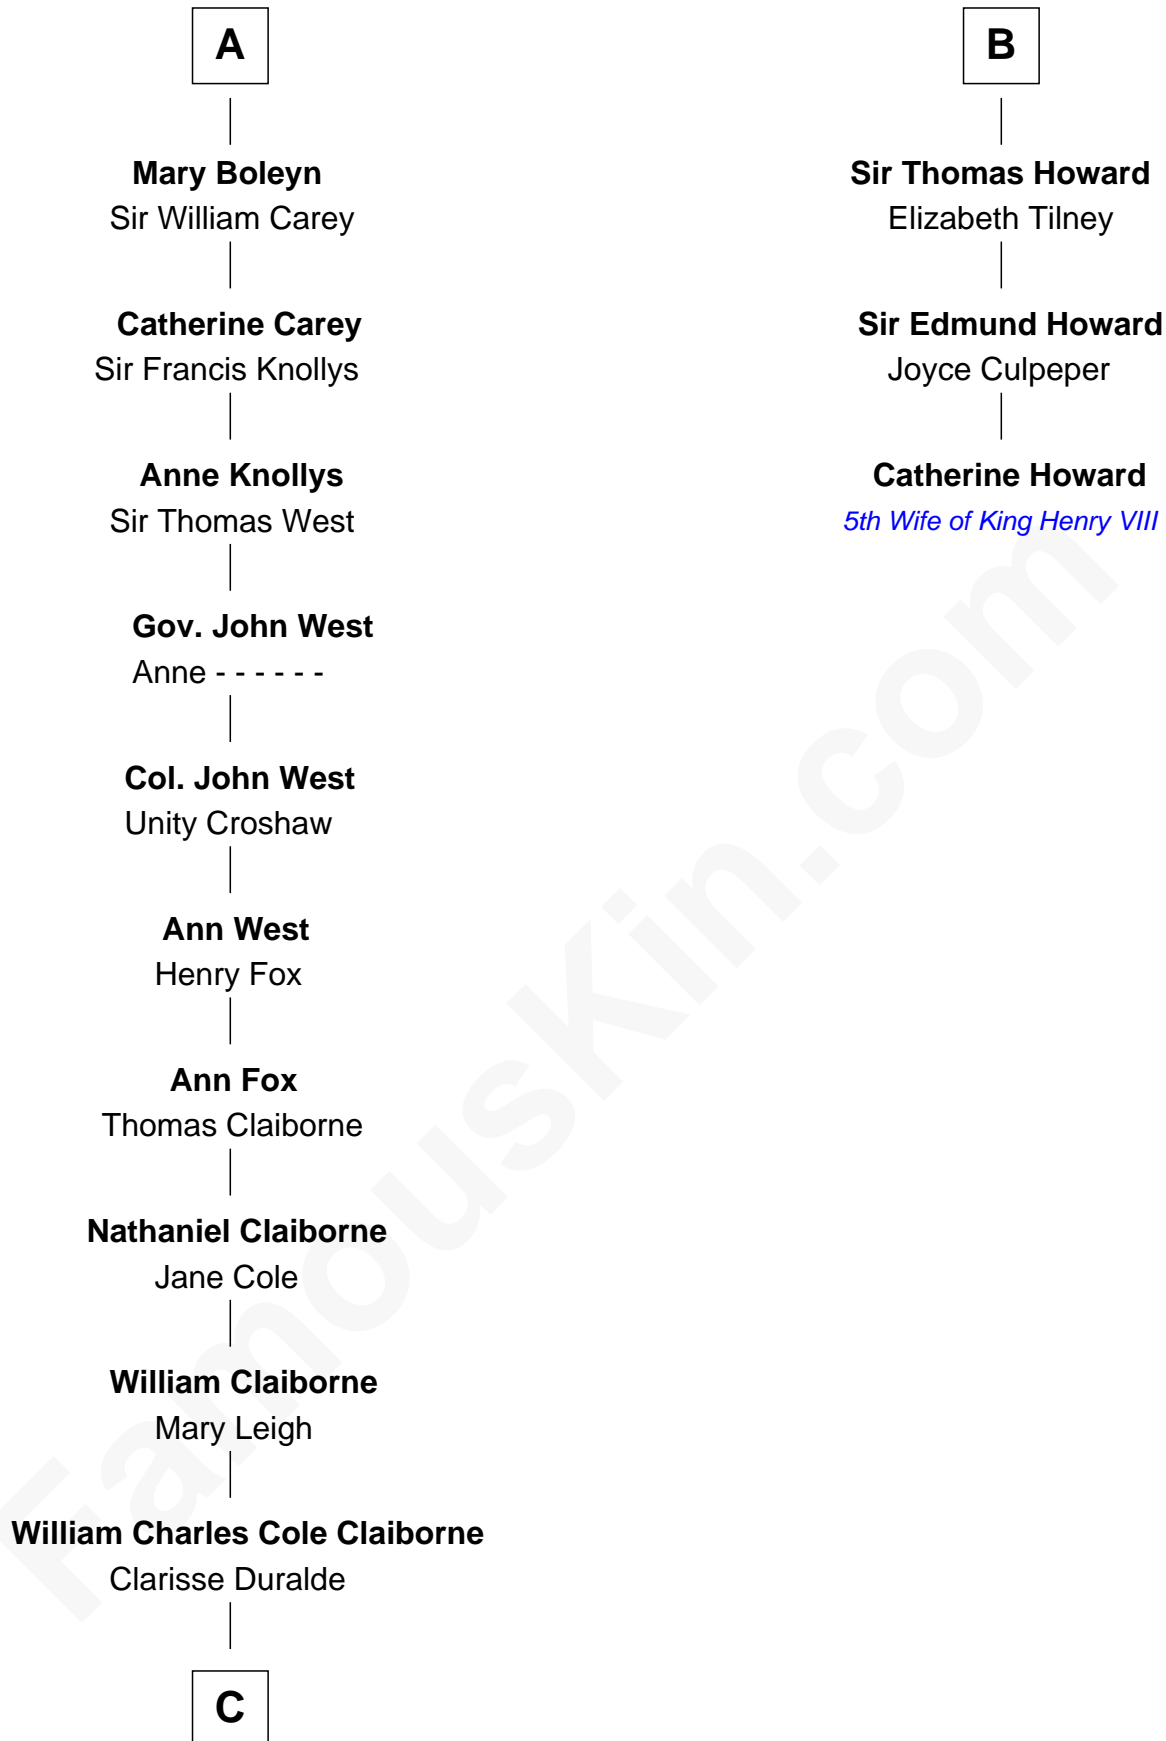 A
Mary Boleyn
Sir William Carey
Catherine Carey
Sir Francis Knollys
Anne Knollys
Sir Thomas West
Gov. John West
Anne - - - - - -
Col. John West
Unity Croshaw
Ann West
Henry Fox
Ann Fox
Thomas Claiborne
Nathaniel Claiborne
Jane Cole
William Claiborne
Mary Leigh
William Charles Cole Claiborne
Clarisse Duralde
C
B
Sir Thomas Howard
Elizabeth Tilney
Sir Edmund Howard
Joyce Culpeper
Catherine Howard
5th Wife of King Henry VIII
FamousKin.com